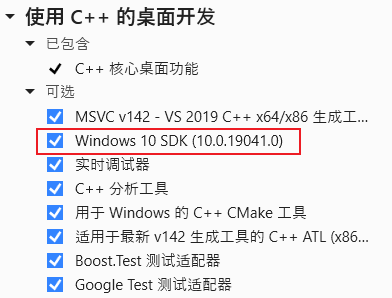 使用 C++ 的桌面开发
已包含
C++ 核心桌面功能
可选
MSVC v142 - VS 2019 C++ x64/x86 生成工...
Windows 10 SDK (10.0.19041.0)
实时调试器
C++ 分析工具
用于 Windows 的 C++ CMake 工具
适用于最新 v142 生成工具的 C++ ATL (x86...
Boost.Test 测试适配器
Google Test 测试适配器